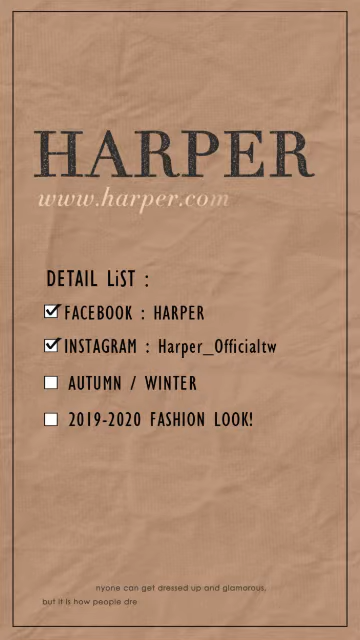 HARPER
www.harper.com
DETAIL LiST :
FACEBOOK : HARPER
INSTAGRAM : Harper_Officialtw
AUTUMN / WINTER
2019-2020 FASHION LOOK!
nyone can get dressed up and glamorous,
but it is how people dre